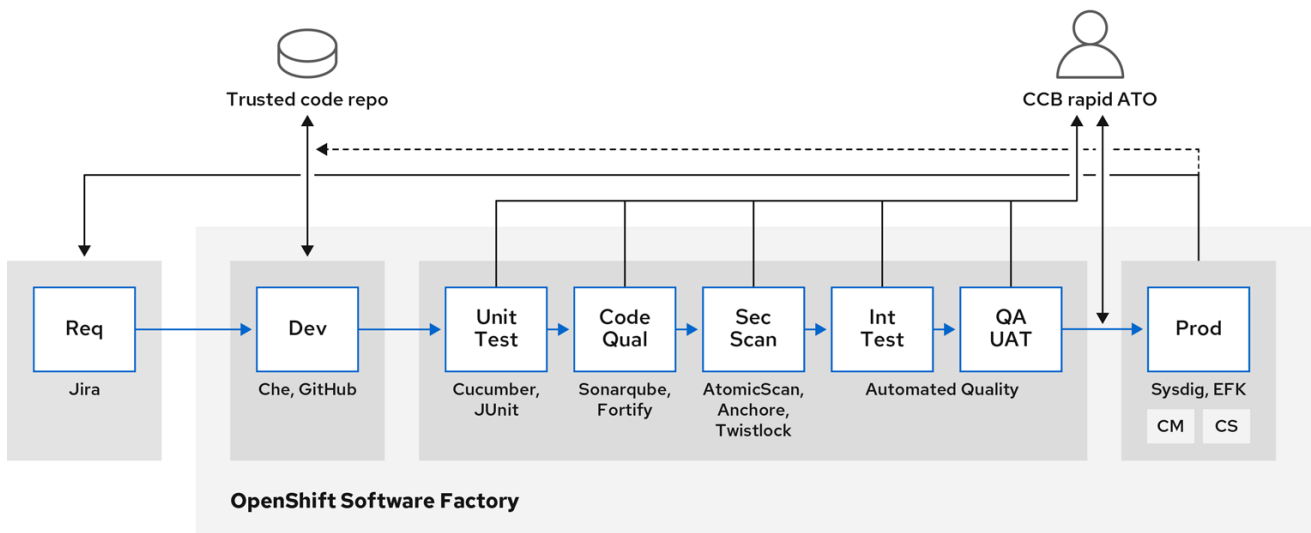 Trusted code repo
CCB rapid ATO
Req
Dev
Unit
Test
Code
Qual
Sec
Scan
Int
Test
QA
UAT
Prod
Jira
Che, GitHub
Cucumber,
JUnit
Sonarqube,
Fortify
AtomicScan,
Anchore,
Twistlock
Automated Quality
Sysdig, EFK
CM
CS
OpenShift Software Factory